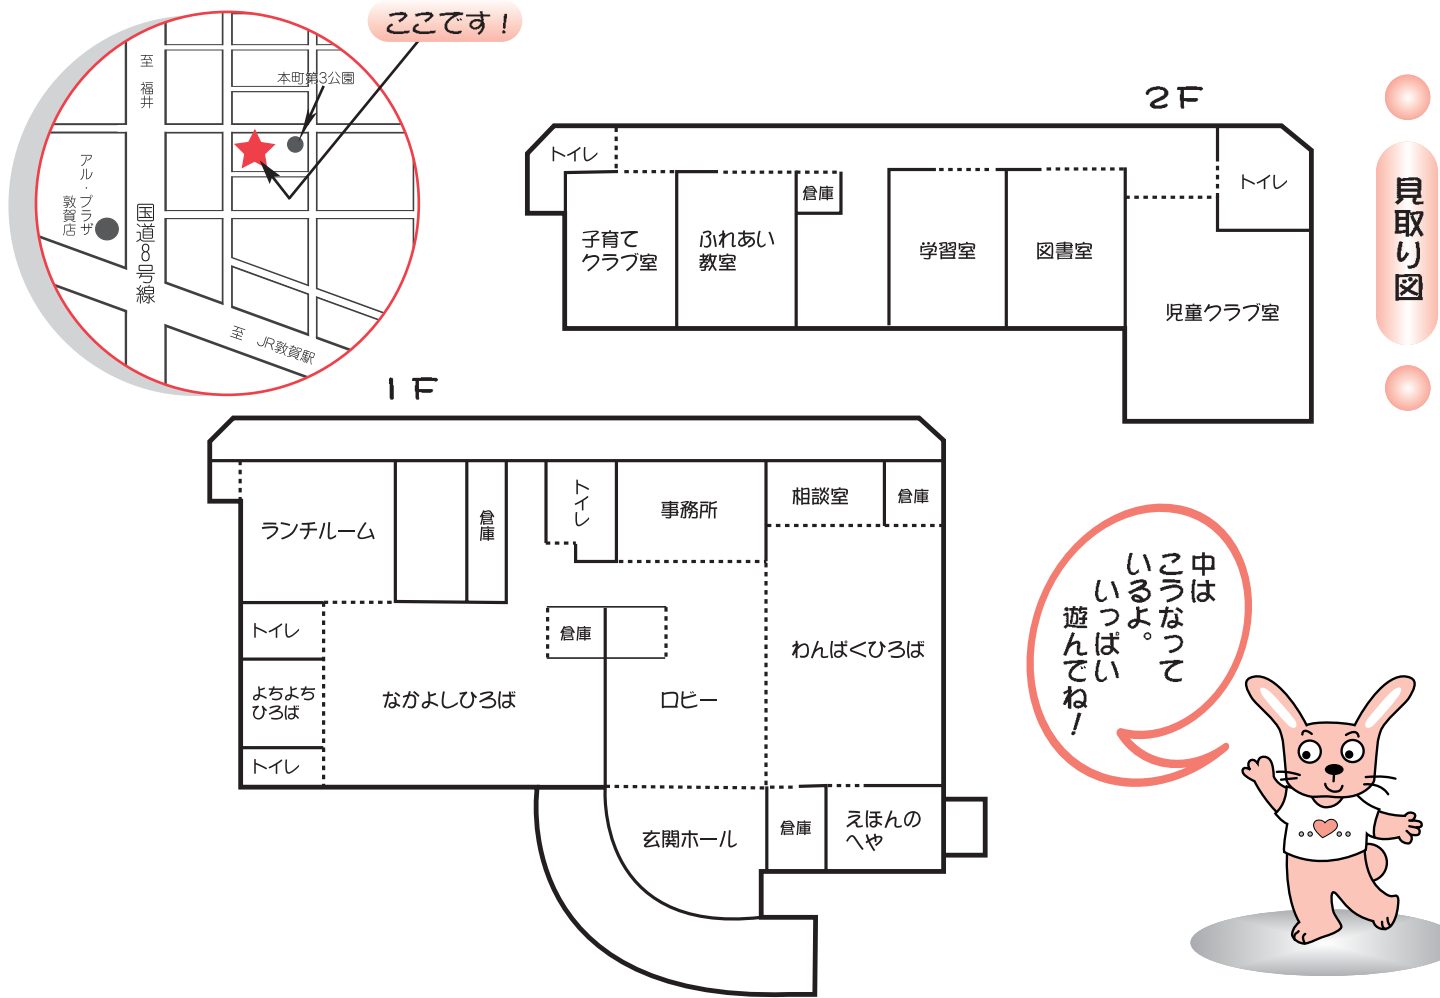 ここです！
至 福井
本町第3公園
アル・プラザ
敦賀店
国道8号線
至 JR敦賀駅
見取り図
2F
トイレ
子育て
クラブ室
ふれあい
教室
倉庫
学習室
図書室
トイレ
児童クラブ室
1F
ランチルーム
倉庫
トイレ
事務所
相談室
倉庫
トイレ
よちよち
ひろば
トイレ
なかよしひろば
倉庫
ロビー
わんぱくひろば
玄関ホール
倉庫
えほんの
へや
中は
こうなって
いるよ。
いっぱい
遊んでね！